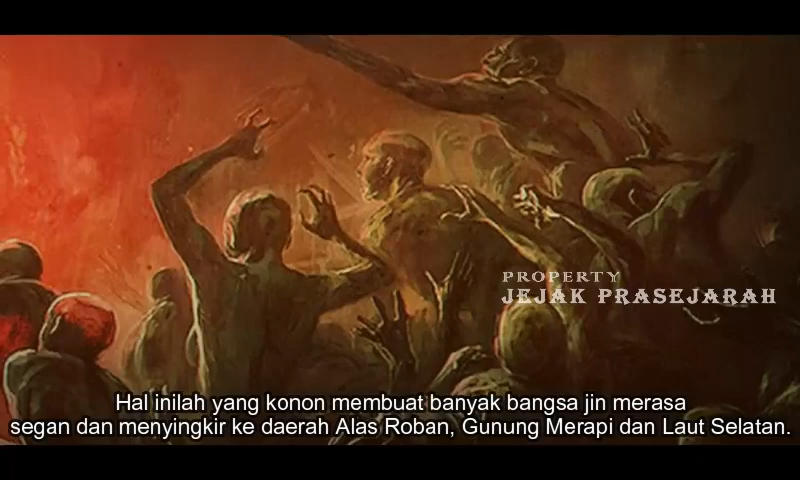 PROPERTY
JEJAK PRASEJARAH
Hal inilah yang konon membuat banyak bangsa jin merasa
segan dan menyingkir ke daerah Alas Roban, Gunung Merapi dan Laut Selatan.